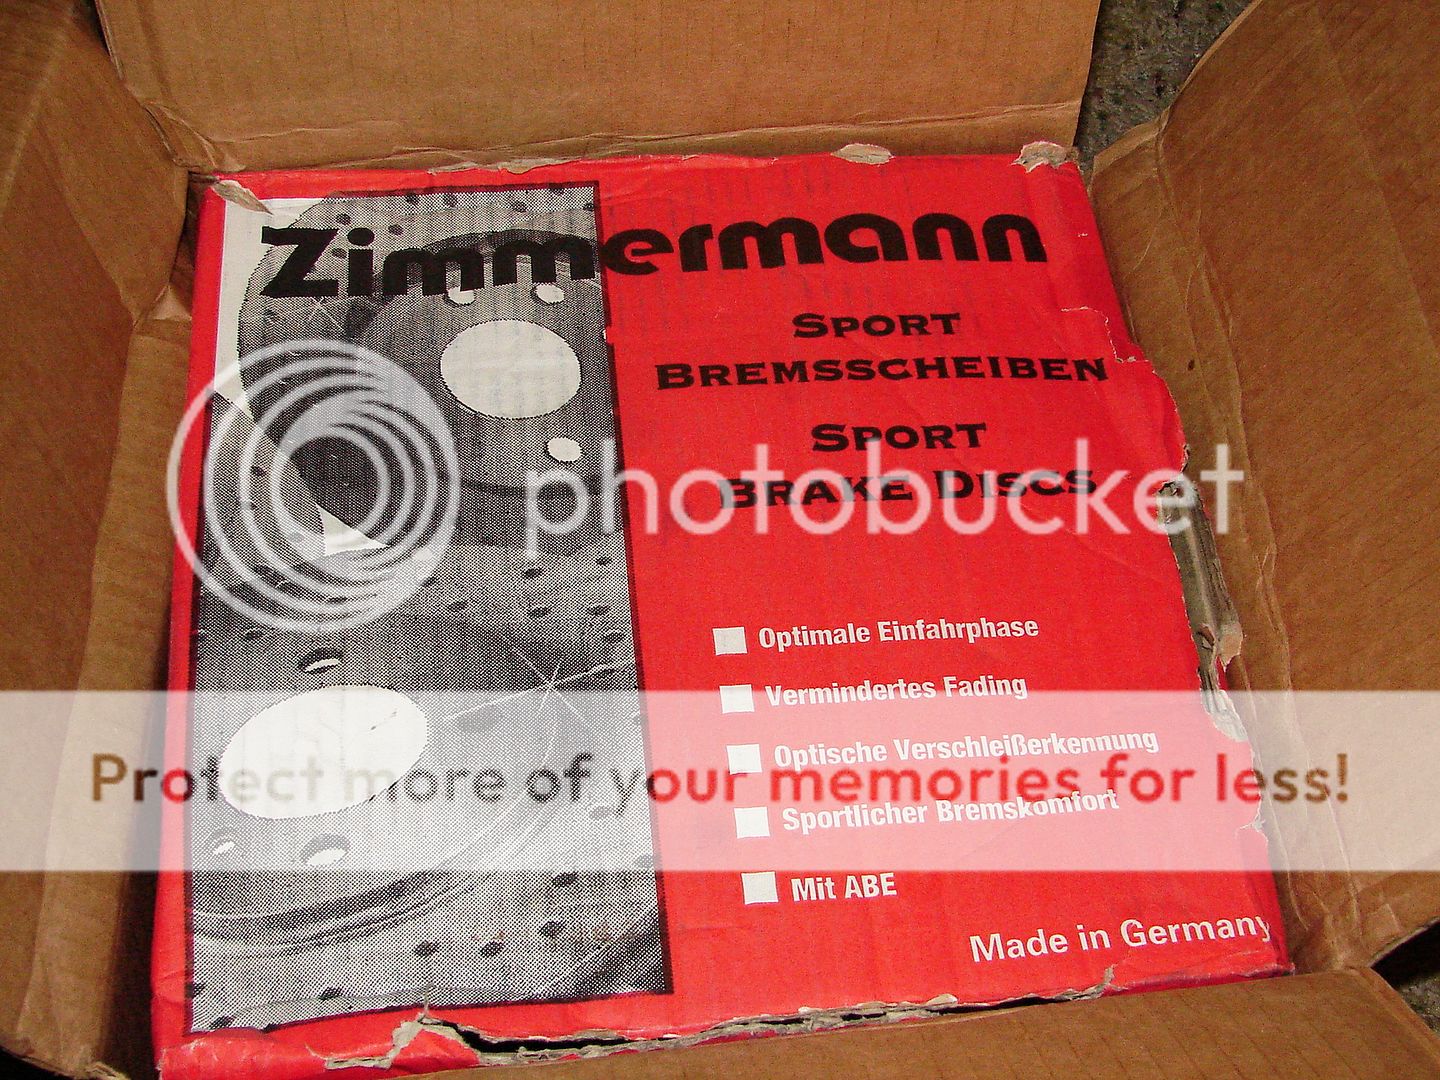 Zimmermann
SPORT
BREMSSCHEIBEN
SPORT
BRAKE DISCS
photobucket
Optimale Einfahrphase
Vermindertes Fading
Optische Verschleißerkennung
Protect more of your memories for less!
Sportlicher Bremskomfort
Mit ABE
Made in Germany